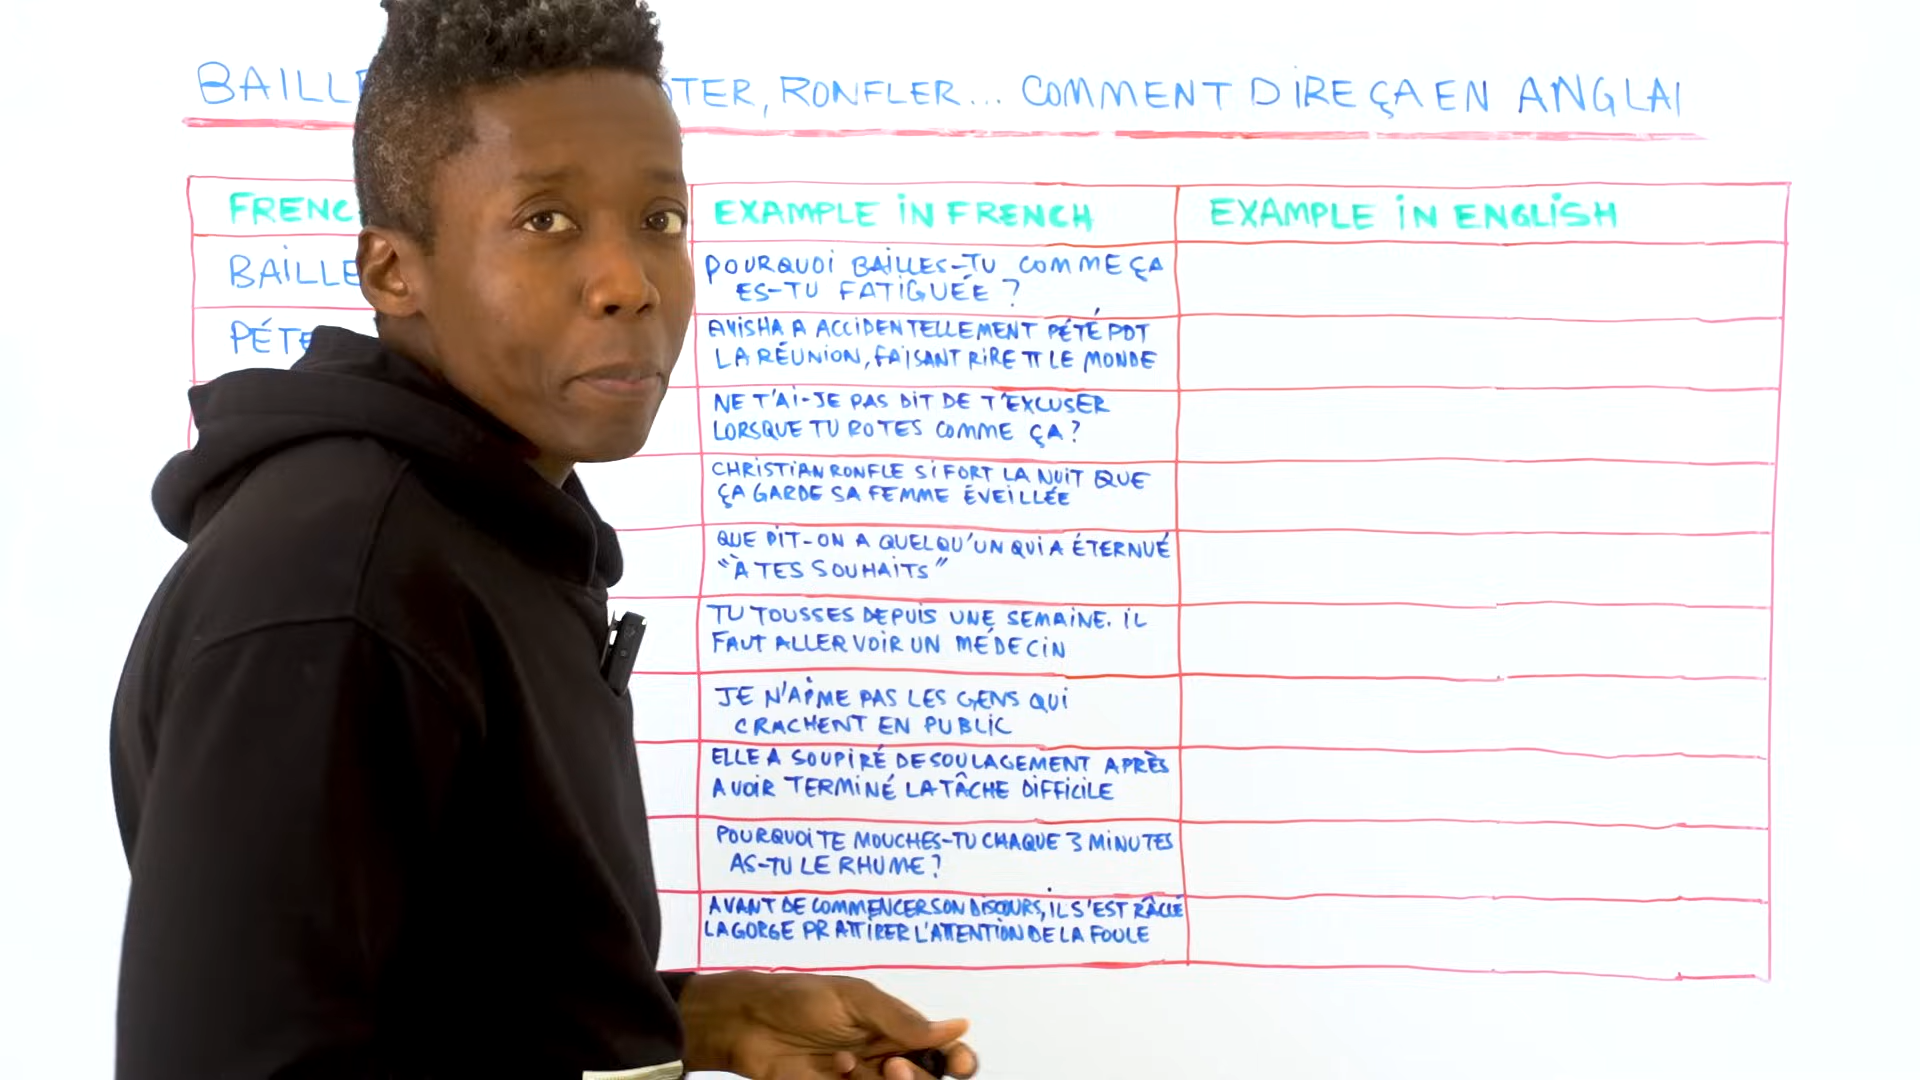 BAILLE TER, RONFLER... COMMENT DIRE ÇA EN ANGLAI
FRENC EXAMPLE IN FRENCH EXAMPLE IN ENGLISH
BAILLE
POURQUOI BAILLES-TU COMME ÇA
ES-TU FATIGUÉE ?
PÉTE
AYISHA A ACCIDENTELLEMENT PÉTÉ PDT
LA RÉUNION, FAISANT RIRE TT LE MONDE
NE T'AI-JE PAS DIT DE T'EXCUSER
LORSQUE TU ROTES COMME ÇA ?
CHRISTIAN RONFLE SI FORT LA NUIT QUE
ÇA GARDE SA FEMME ÉVEILLÉE
QUE DIT-ON A QUELQU'UN QUI A ÉTERNUÉ
"À TES SOUHAITS"
TU TOUSSES DEPUIS UNE SEMAINE. IL
FAUT ALLER VOIR UN MÉDECIN
JE N'AIME PAS LES GENS QUI
CRACHENT EN PUBLIC
ELLE A SOUPIRÉ DE SOULAGEMENT APRÈS
AVOIR TERMINÉ LA TÂCHE DIFFICILE
POURQUOI TE MOUCHES-TU CHAQUE 3 MINUTES
AS-TU LE RHUME ?
AVANT DE COMMENCER SON DISCOURS, IL S'EST RÂCLÉ
LA GORGE PR ATTIRER L'ATTENTION DE LA FOULE